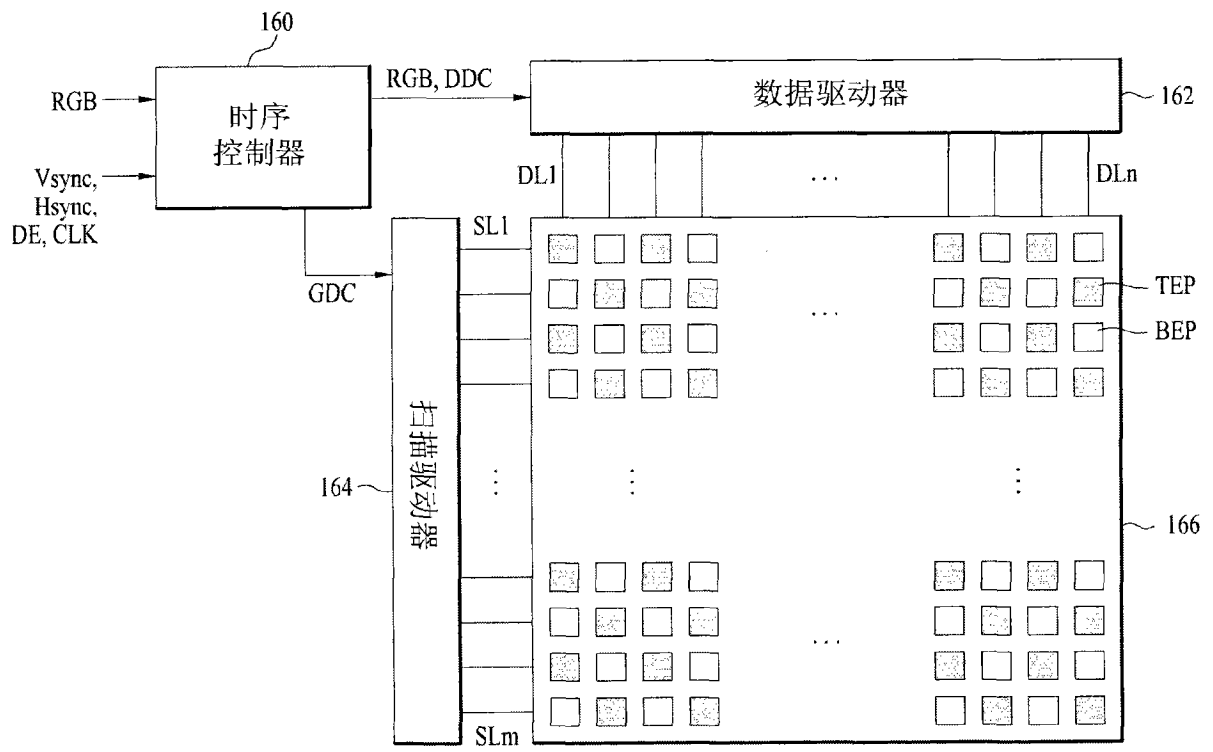 160
RGB
时序
控制器
RGB, DDC
数据驱动器
162
Vsync,
Hsync,
DE, CLK
DL1
...
DLn
GDC
SL1
TEP
...
BEP
扫描驱动器
164
...
...
...
166
...
SLm